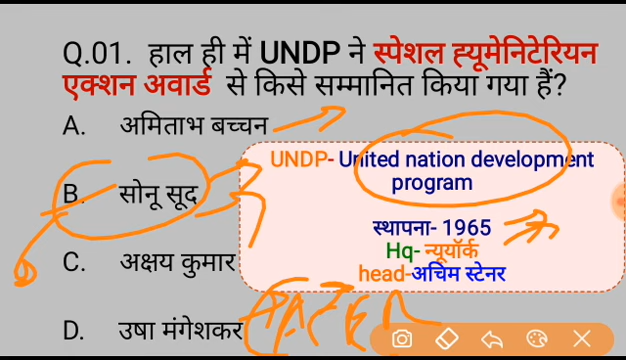 Q.01. हाल ही में UNDP ने स्पेशल ह्यूमेनिटेरियन
एक्शन अवार्ड से किसे सम्मानित किया गया हैं?
A. अमिताभ बच्चन
B. सोनू सूद
C. अक्षय कुमार
D. उषा मंगेशकर
UNDP- United nation development
program
स्थापना- 1965
Hq- न्यूयॉर्क
head-अचिम स्टेनर